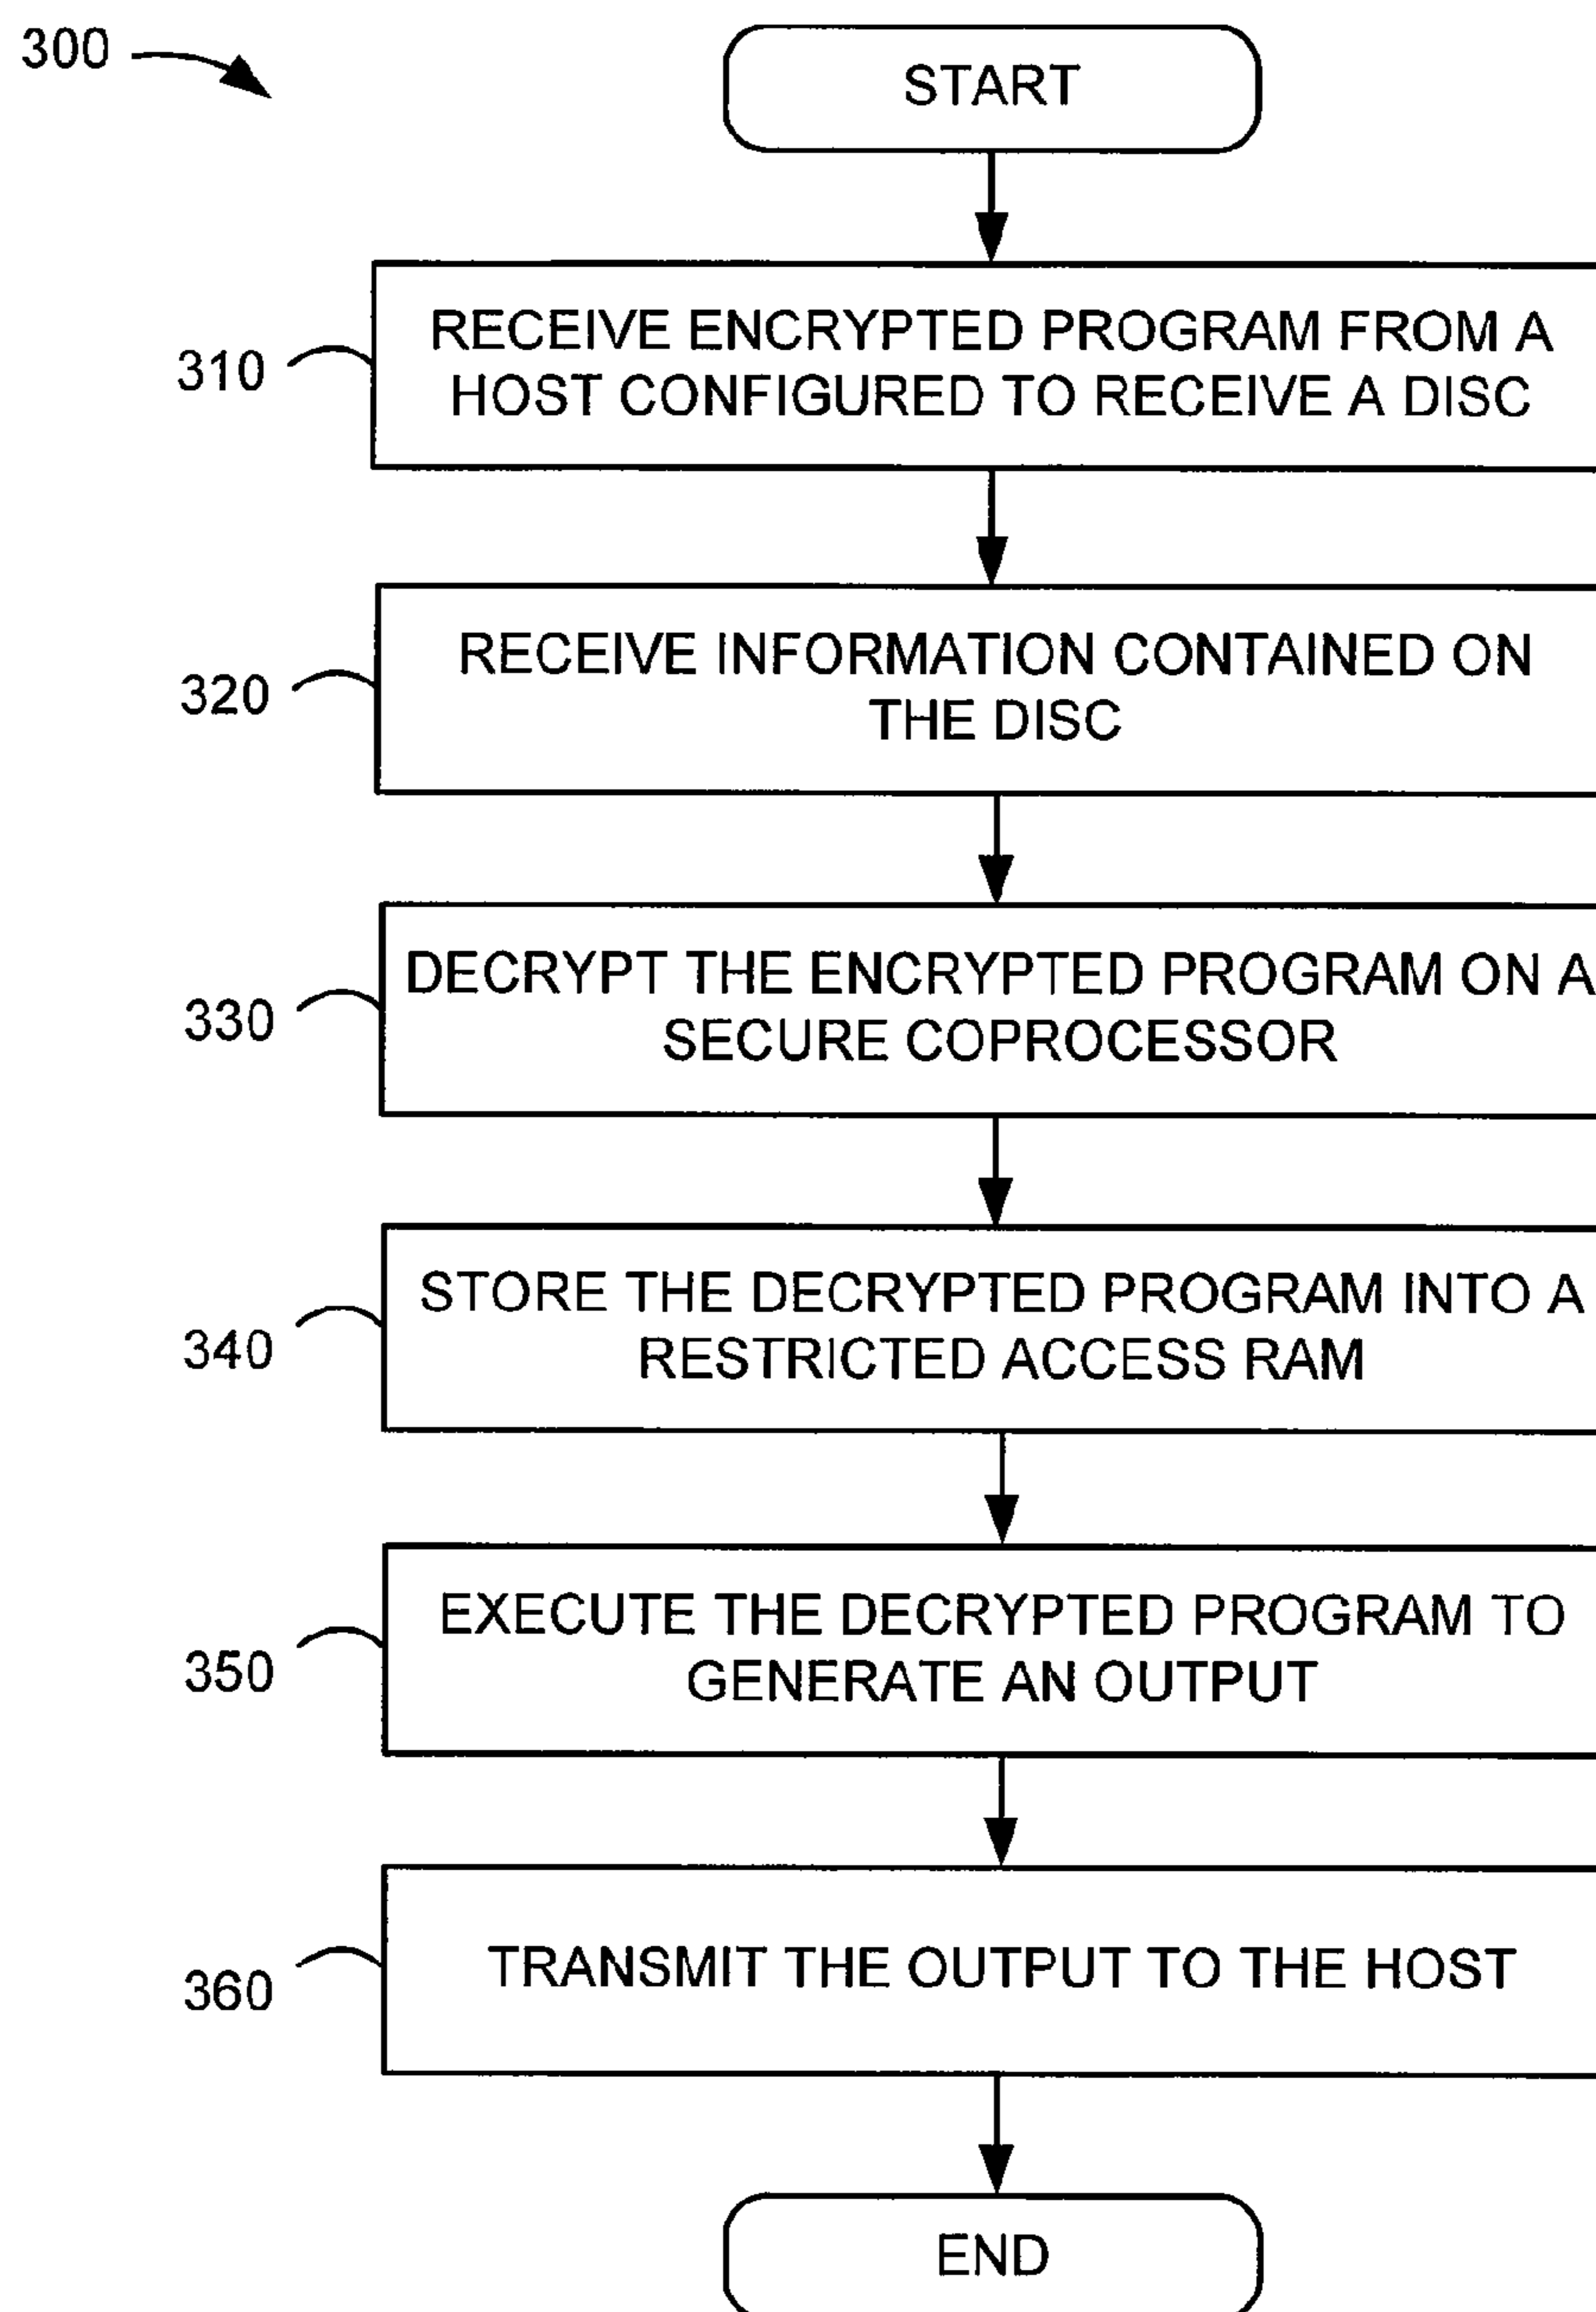 300
START
310
RECEIVE ENCRYPTED PROGRAM FROM A
HOST CONFIGURED TO RECEIVE A DISC
320
RECEIVE INFORMATION CONTAINED ON
THE DISC
330
DECRYPT THE ENCRYPTED PROGRAM ON A
SECURE COPROCESSOR
340
STORE THE DECRYPTED PROGRAM INTO A
RESTRICTED ACCESS RAM
350
EXECUTE THE DECRYPTED PROGRAM TO
GENERATE AN OUTPUT
360
TRANSMIT THE OUTPUT TO THE HOST
END